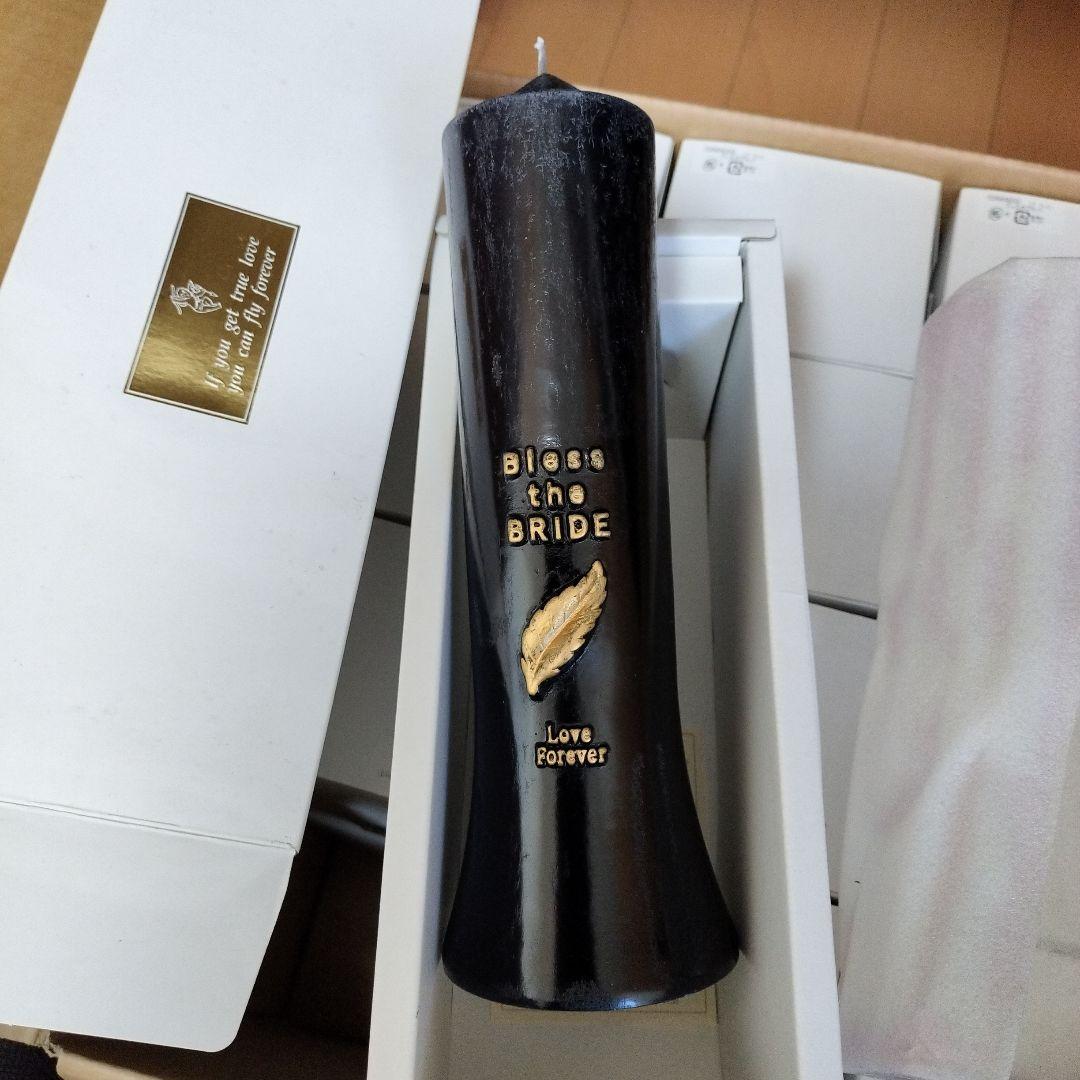 If you get true love
you can fly forever
Bless
the
BRIDE
Love
Forever